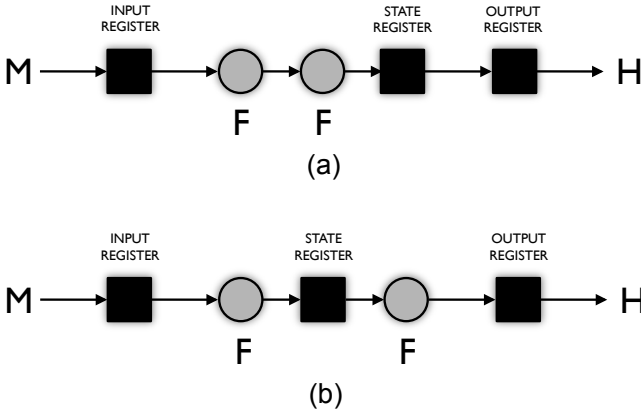 INPUT STATE OUTPUT
REGISTER REGISTER REGISTER
M H
F F
(a)
INPUT STATE OUTPUT
REGISTER REGISTER REGISTER
M H
F F
(b)